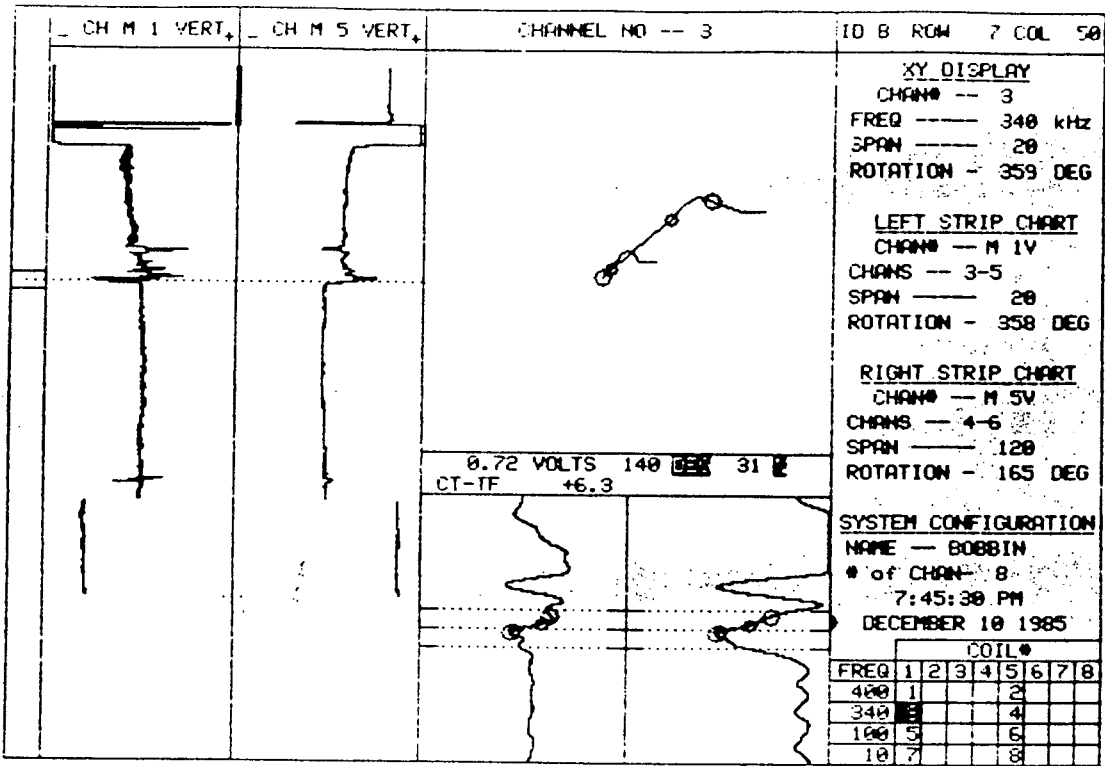 _ CH M 1 VERT+
_ CH M 5 VERT+
CHANNEL NO -- 3
ID B ROW 7 COL 50
XY DISPLAY
CHAN# -- 3
FREQ ----- 340 kHz
SPAN ----- 20
ROTATION - 359 DEG
LEFT STRIP CHART
CHAN# -- M 1V
CHANS -- 3-5
SPAN ----- 20
ROTATION - 358 DEG
RIGHT STRIP CHART
CHAN# -- M 5V
CHANS -- 4-6
SPAN ----- 120
ROTATION - 165 DEG
0.72 VOLTS 140 31
CT-TF +6.3
SYSTEM CONFIGURATION
NAME -- BOBBIN
# of CHAN- 8
7:45:30 PM
DECEMBER 10 1985
COIL#
FREQ 1 2 3 4 5 6 7 8
400 1 2
340 4
100 5 6
10 7 8